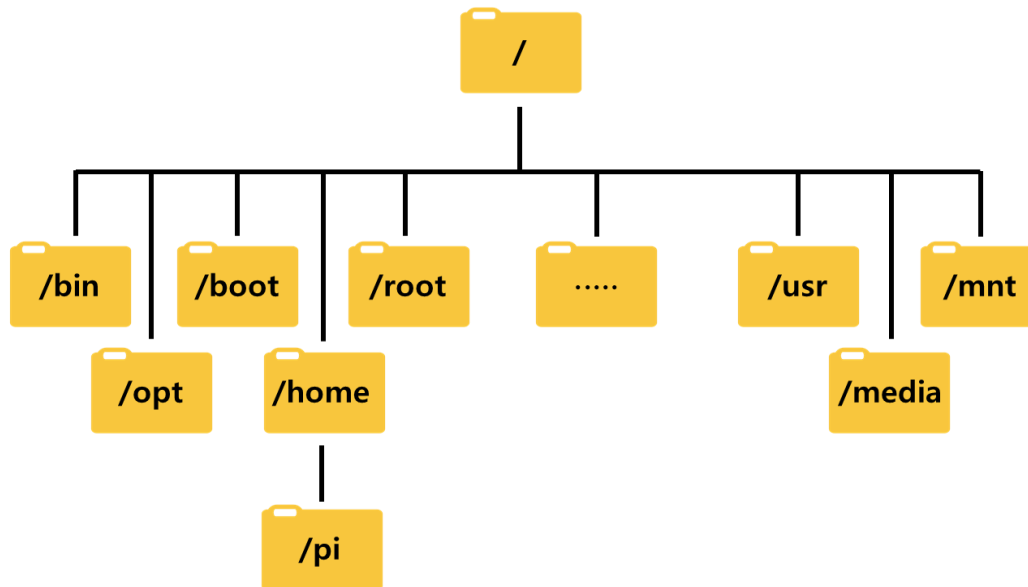 /
/bin
/boot
/root
.....
/usr
/mnt
/opt
/home
/media
/pi